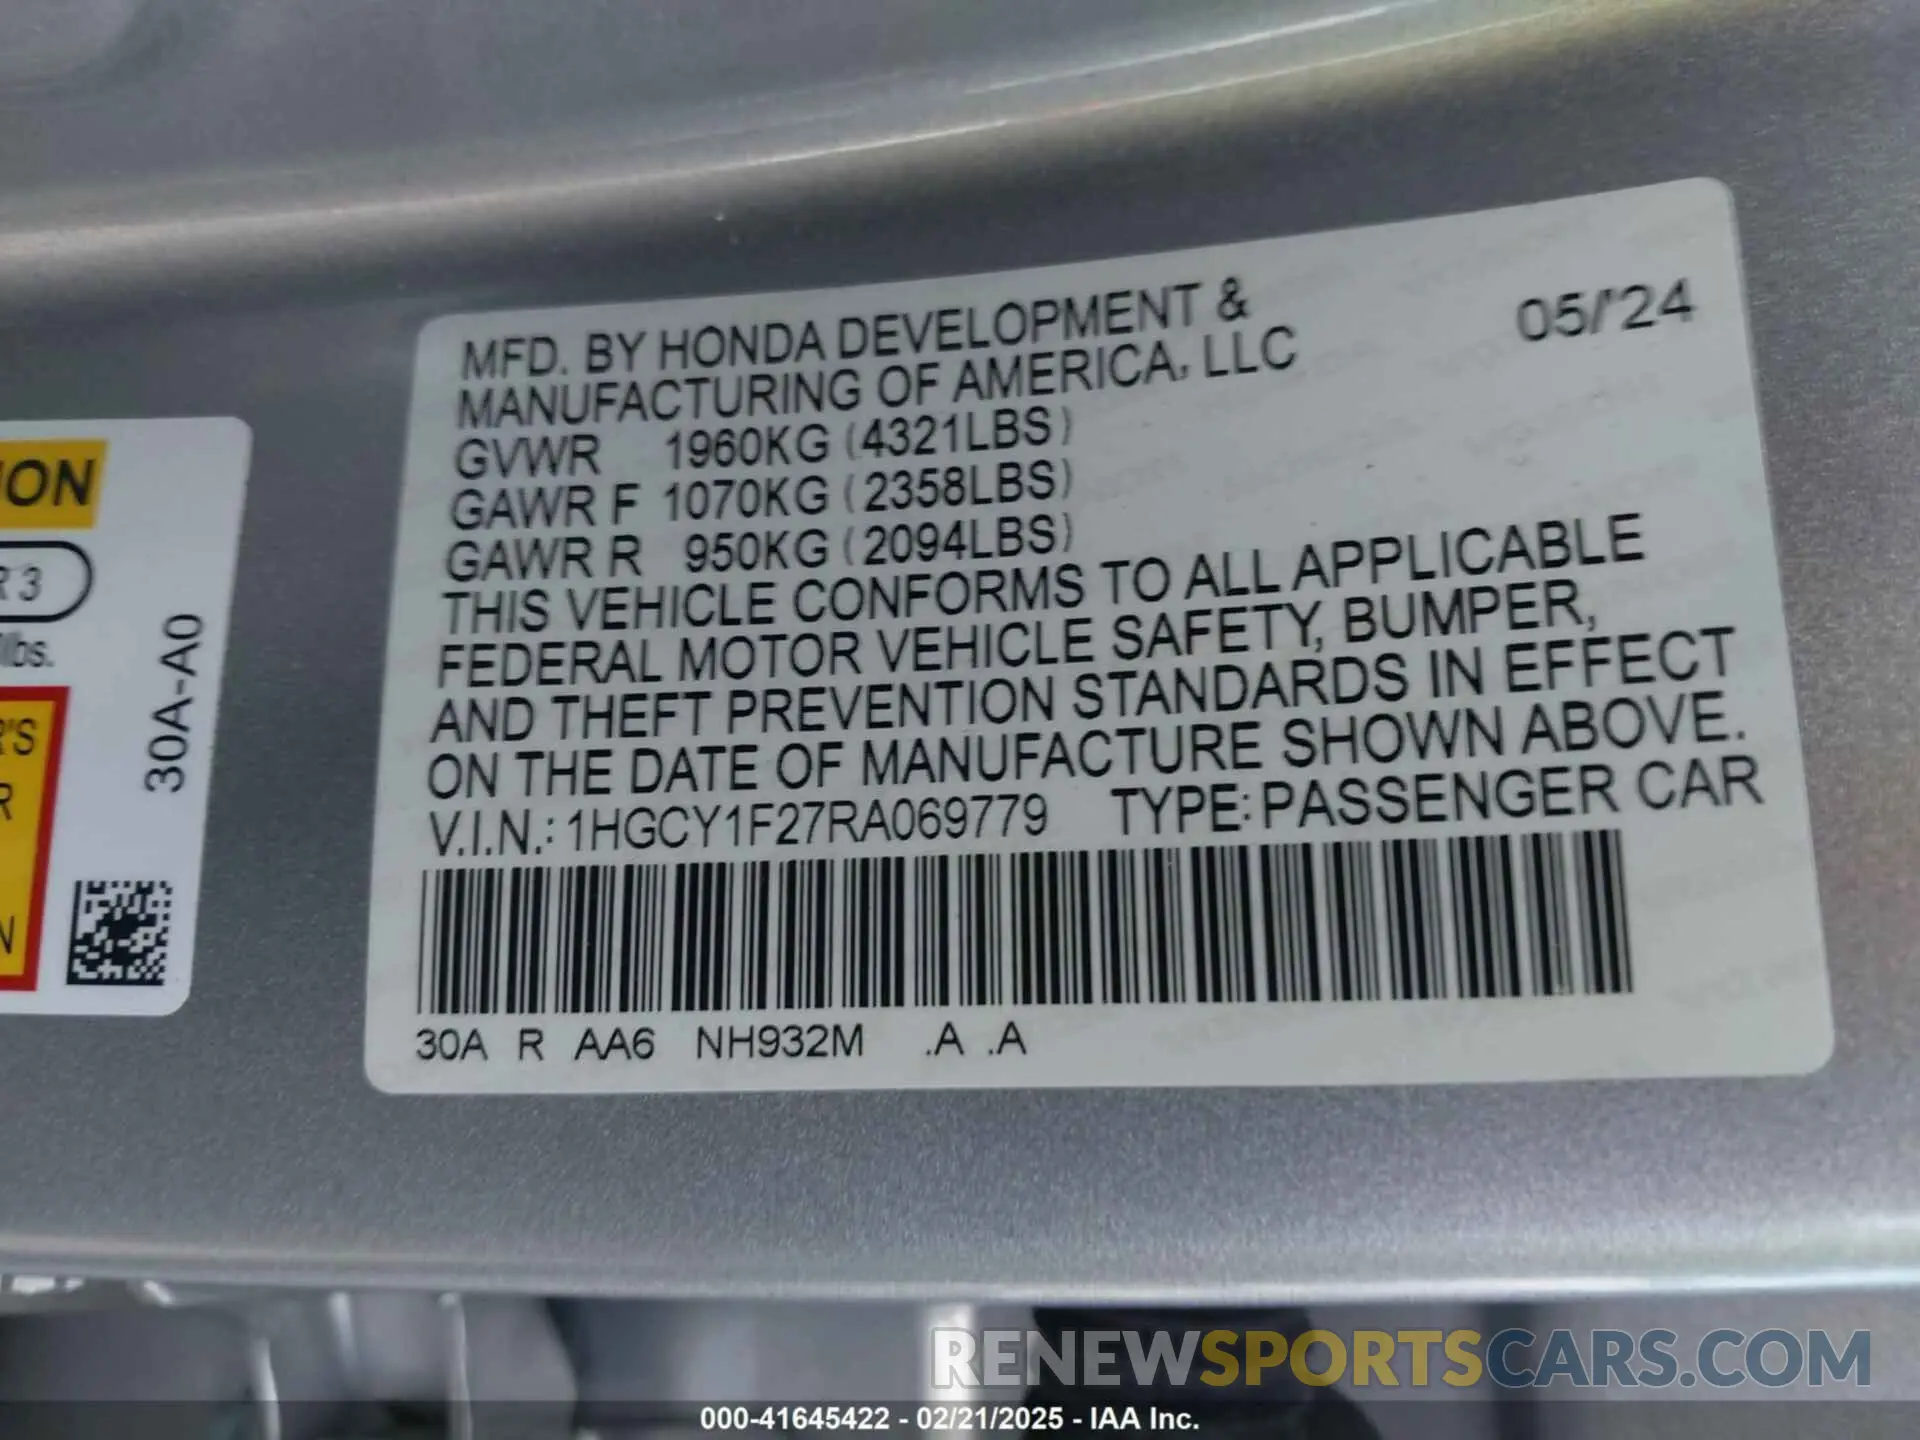 MFD. BY HONDA DEVELOPMENT &
MANUFACTURING OF AMERICA, LLC
05/'24
GVWR 1960KG (4321LBS)
GAWR F 1070KG (2358LBS)
GAWR R 950KG (2094LBS)
THIS VEHICLE CONFORMS TO ALL APPLICABLE
FEDERAL MOTOR VEHICLE SAFETY, BUMPER,
AND THEFT PREVENTION STANDARDS IN EFFECT
ON THE DATE OF MANUFACTURE SHOWN ABOVE.
V.I.N.: 1HGCY1F27RA069779 TYPE: PASSENGER CAR
30A R AA6 NH932M .A .A
30A-A0
lbs.
RENEWSPORTSCARS.COM
000-41645422 - 02/21/2025 - IAA Inc.